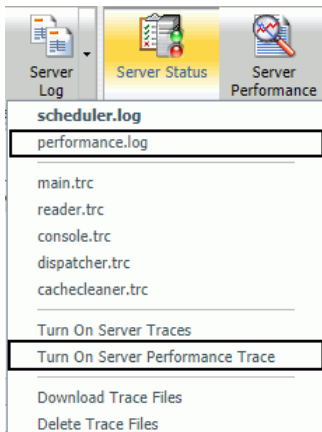 Server
Log
Server Status
Server
Performance
scheduler.log
performance.log
main.trc
reader.trc
console.trc
dispatcher.trc
cachecleaner.trc
Turn On Server Traces
Turn On Server Performance Trace
Download Trace Files
Delete Trace Files